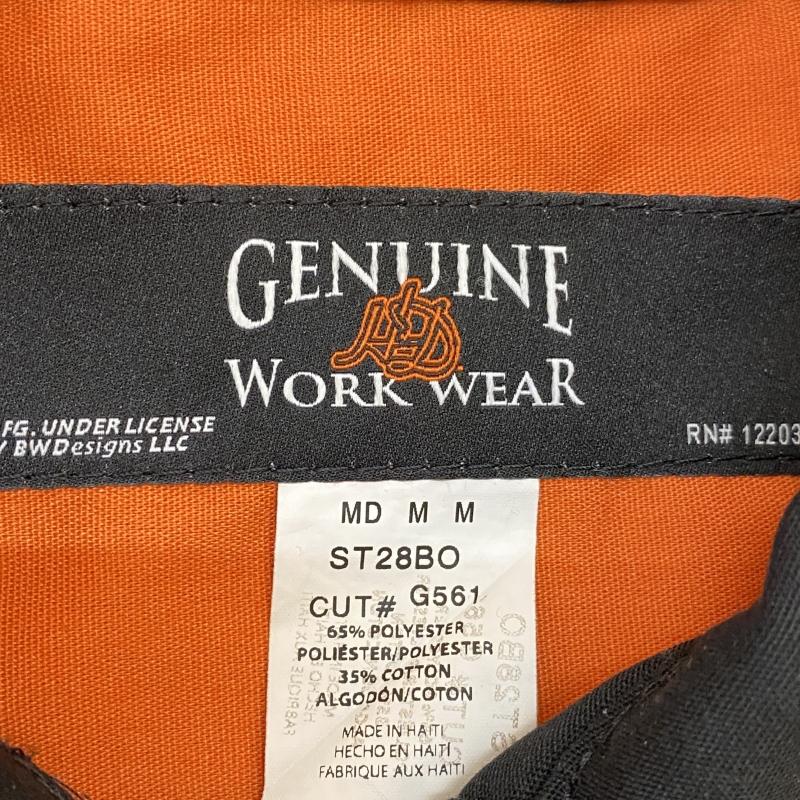 GENUINE
WORK WEAR
FG. UNDER LICENSE
BWDesigns LLC
RN# 12203
MD M M
ST28BO
CUT# G561
65% POLYESTER
POLIÉSTER/POLYESTER
35% COTTON
ALGODÓN/COTON
MADE IN HAITI
HECHO EN HAITÍ
FABRIQUE AUX HAITI